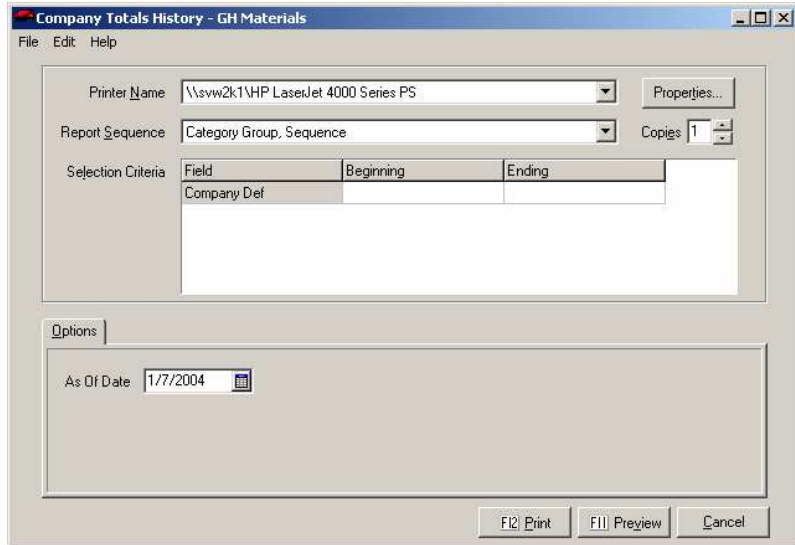 Company Totals History - GH Materials
File Edit Help
Printer Name \\svw2k1\HP LaserJet 4000 Series PS Properties...
Report Sequence Category Group, Sequence Copies 1
Selection Criteria Field Beginning Ending
Company Def
Options
As Of Date 1/7/2004
F12 Print F11 Preview Cancel